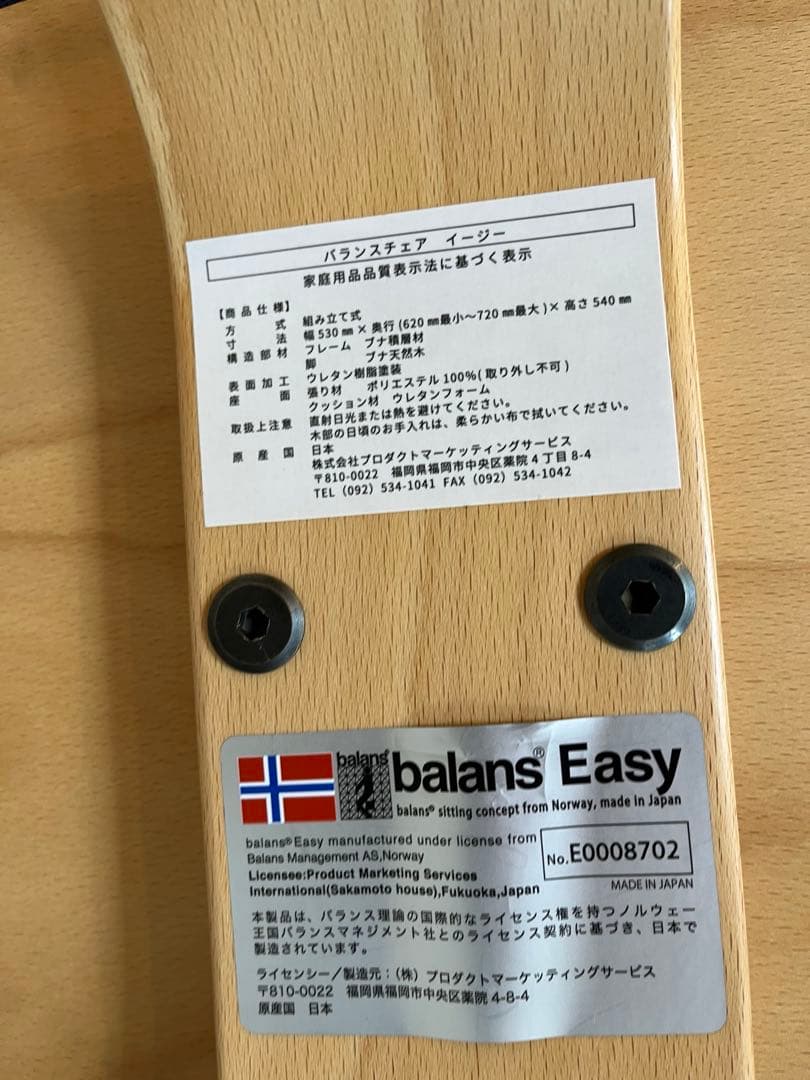 バランスチェア イージー
家庭用品品質表示法に基づく表示
【商品仕様】
方式 組み立て式
寸法 幅530㎜×奥行(620㎜最小~720㎜最大)×高さ540㎜
構造部材 フレーム ブナ積層材
脚 ブナ天然木
表面加工 ウレタン樹脂塗装
座面 張り材 ポリエステル100%(取り外し不可)
クッション材 ウレタンフォーム
取扱上注意 直射日光または熱を避けてください。
木部の日頃のお手入れは、柔らかい布で拭いてください。
原産国 日本
株式会社プロダクトマーケッティングサービス
〒810-0022 福岡県福岡市中央区薬院4丁目8-4
TEL(092)534-1041 FAX(092)534-1042
balans®
balans® Easy
balans® sitting concept from Norway, made in Japan
balans®Easy manufactured under license from
Balans Management AS,Norway
Licensee:Product Marketing Services
International(Sakamoto house),Fukuoka,Japan
No.E0008702
MADE IN JAPAN
本製品は、バランス理論の国際的なライセンス権を持つノルウェー
王国バランスマネジメント社とのライセンス契約に基づき、日本で
製造されています。
ライセンシー/製造元:(株)プロダクトマーケッティングサービス
〒810-0022 福岡県福岡市中央区薬院4-8-4
原産国 日本